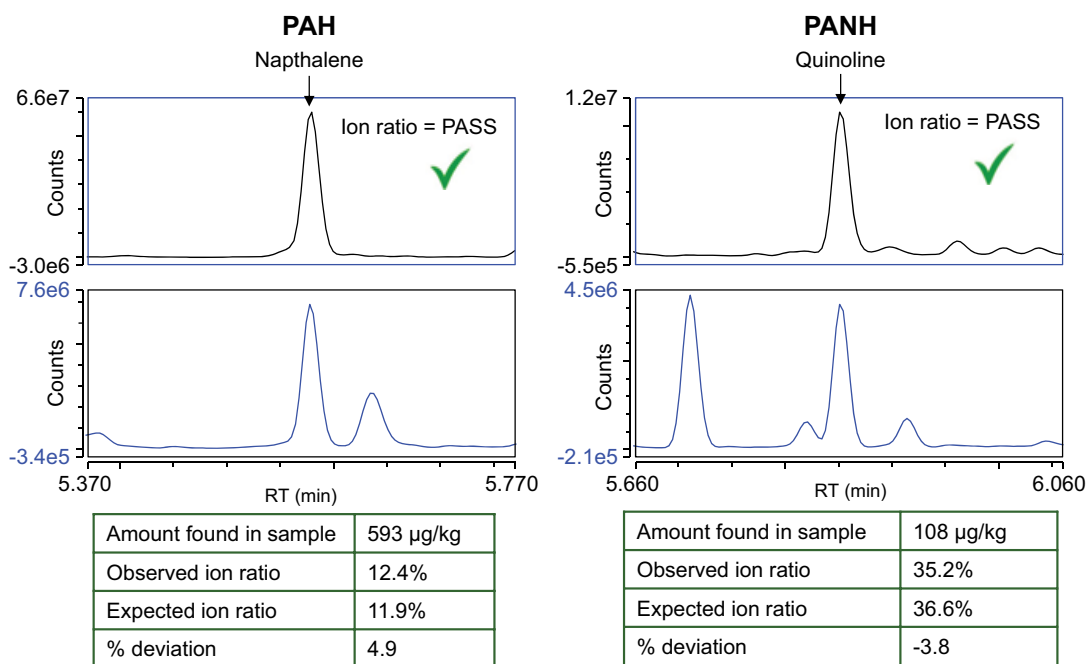 PAH
Napthalene
6.6e7
Ion ratio = PASS
Counts
-3.0e6
7.6e6
Counts
-3.4e5
5.370
RT (min)
5.770
Amount found in sample 593 µg/kg
Observed ion ratio 12.4%
Expected ion ratio 11.9%
% deviation 4.9
PANH
Quinoline
1.2e7
Ion ratio = PASS
Counts
-5.5e5
4.5e6
Counts
-2.1e5
5.660
RT (min)
6.060
Amount found in sample 108 µg/kg
Observed ion ratio 35.2%
Expected ion ratio 36.6%
% deviation -3.8